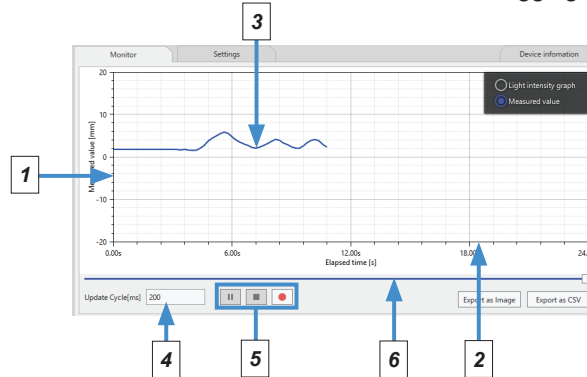 3
Monitor
Settings
Device infomation
20
10
0
-10
-20
Measured value [mm]
Light intensity graph
Measured value
1
0.00s
6.00s
12.00s
18.00s
24.
Elapsed time [s]
Update Cycle[ms]
200
Export as Image
Export as CSV
4
5
6
2